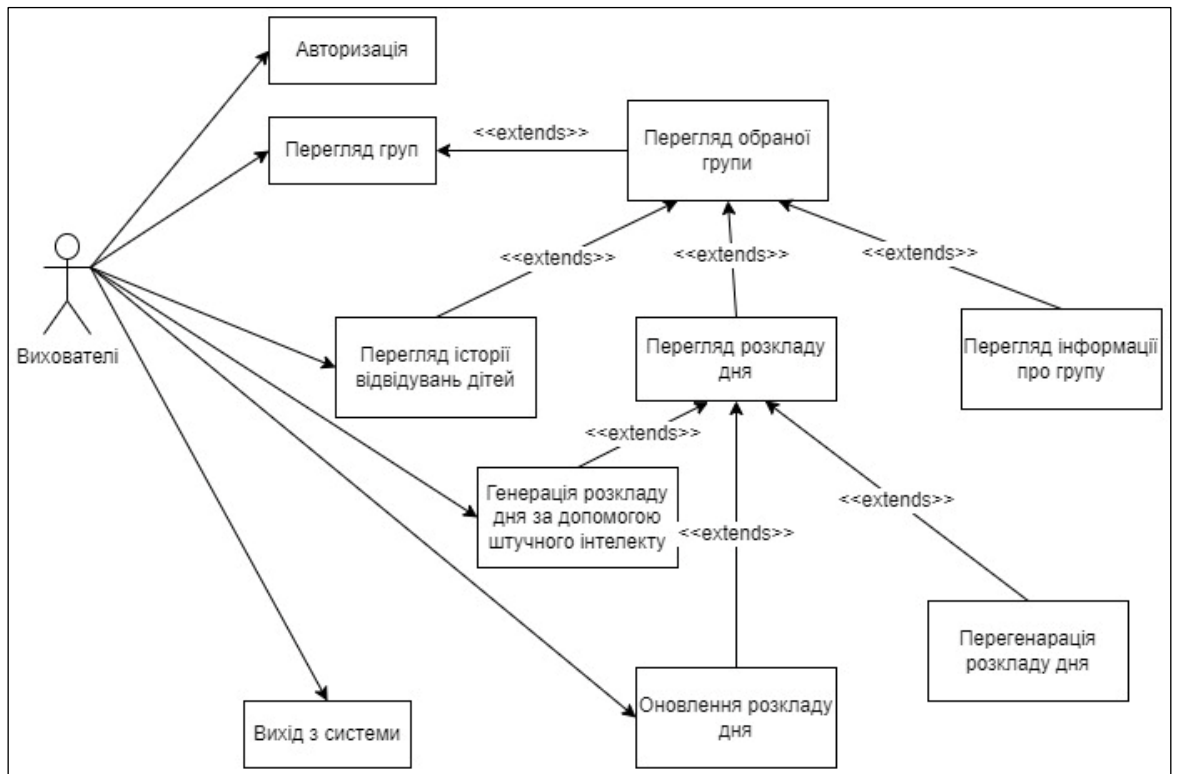 Авторизація
Перегляд груп
<<extends>>
Перегляд обраної
групи
<<extends>>
<<extends>>
<<extends>>
Вихователі
Перегляд історії
відвідувань дітей
Перегляд розкладу
дня
Перегляд інформації
про групу
<<extends>>
Генерація розкладу
дня за допомогою
штучного інтелекту
<<extends>>
<<extends>>
Перегенарація
розкладу дня
Вихід з системи
Оновлення розкладу
дня